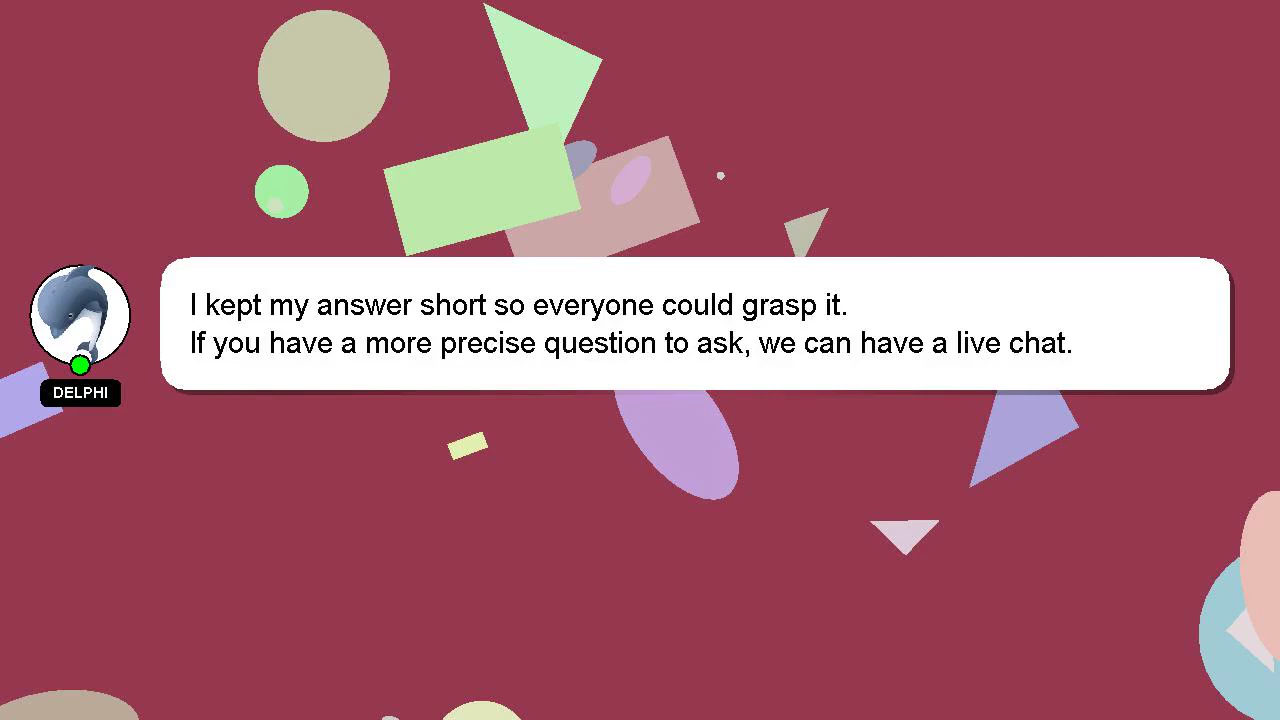 I kept my answer short so everyone could grasp it.
If you have a more precise question to ask, we can have a live chat.
DELPHI